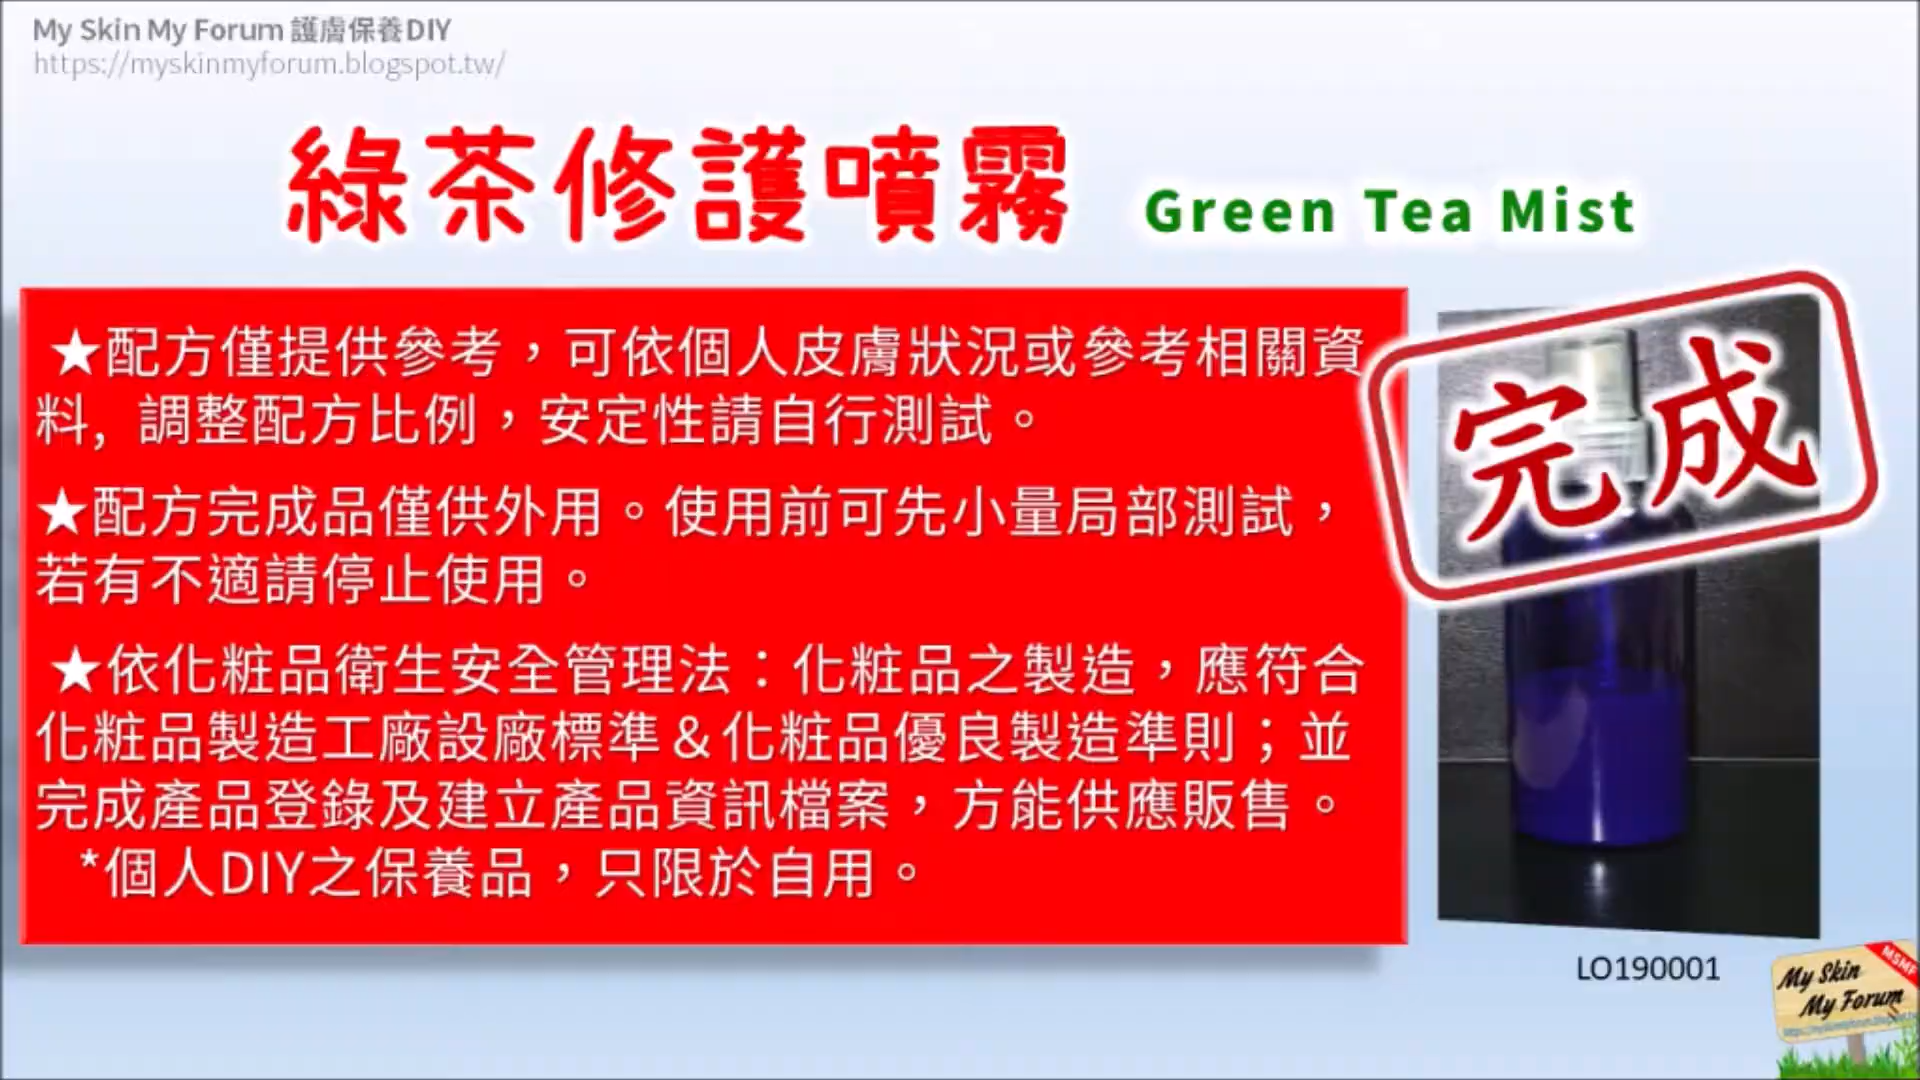 My Skin My Forum 護膚保養DIY
https://myskinmyforum.blogspot.tw/
綠茶修護噴霧 Green Tea Mist
★配方僅提供參考，可依個人皮膚狀況或參考相關資
料, 調整配方比例，安定性請自行測試。
★配方完成品僅供外用。使用前可先小量局部測試，
若有不適請停止使用。
★依化粧品衛生安全管理法：化粧品之製造，應符合
化粧品製造工廠設廠標準＆化粧品優良製造準則；並
完成產品登錄及建立產品資訊檔案，方能供應販售。
*個人DIY之保養品，只限於自用。
完成
LO190001
MSMF
My Skin
My Forum